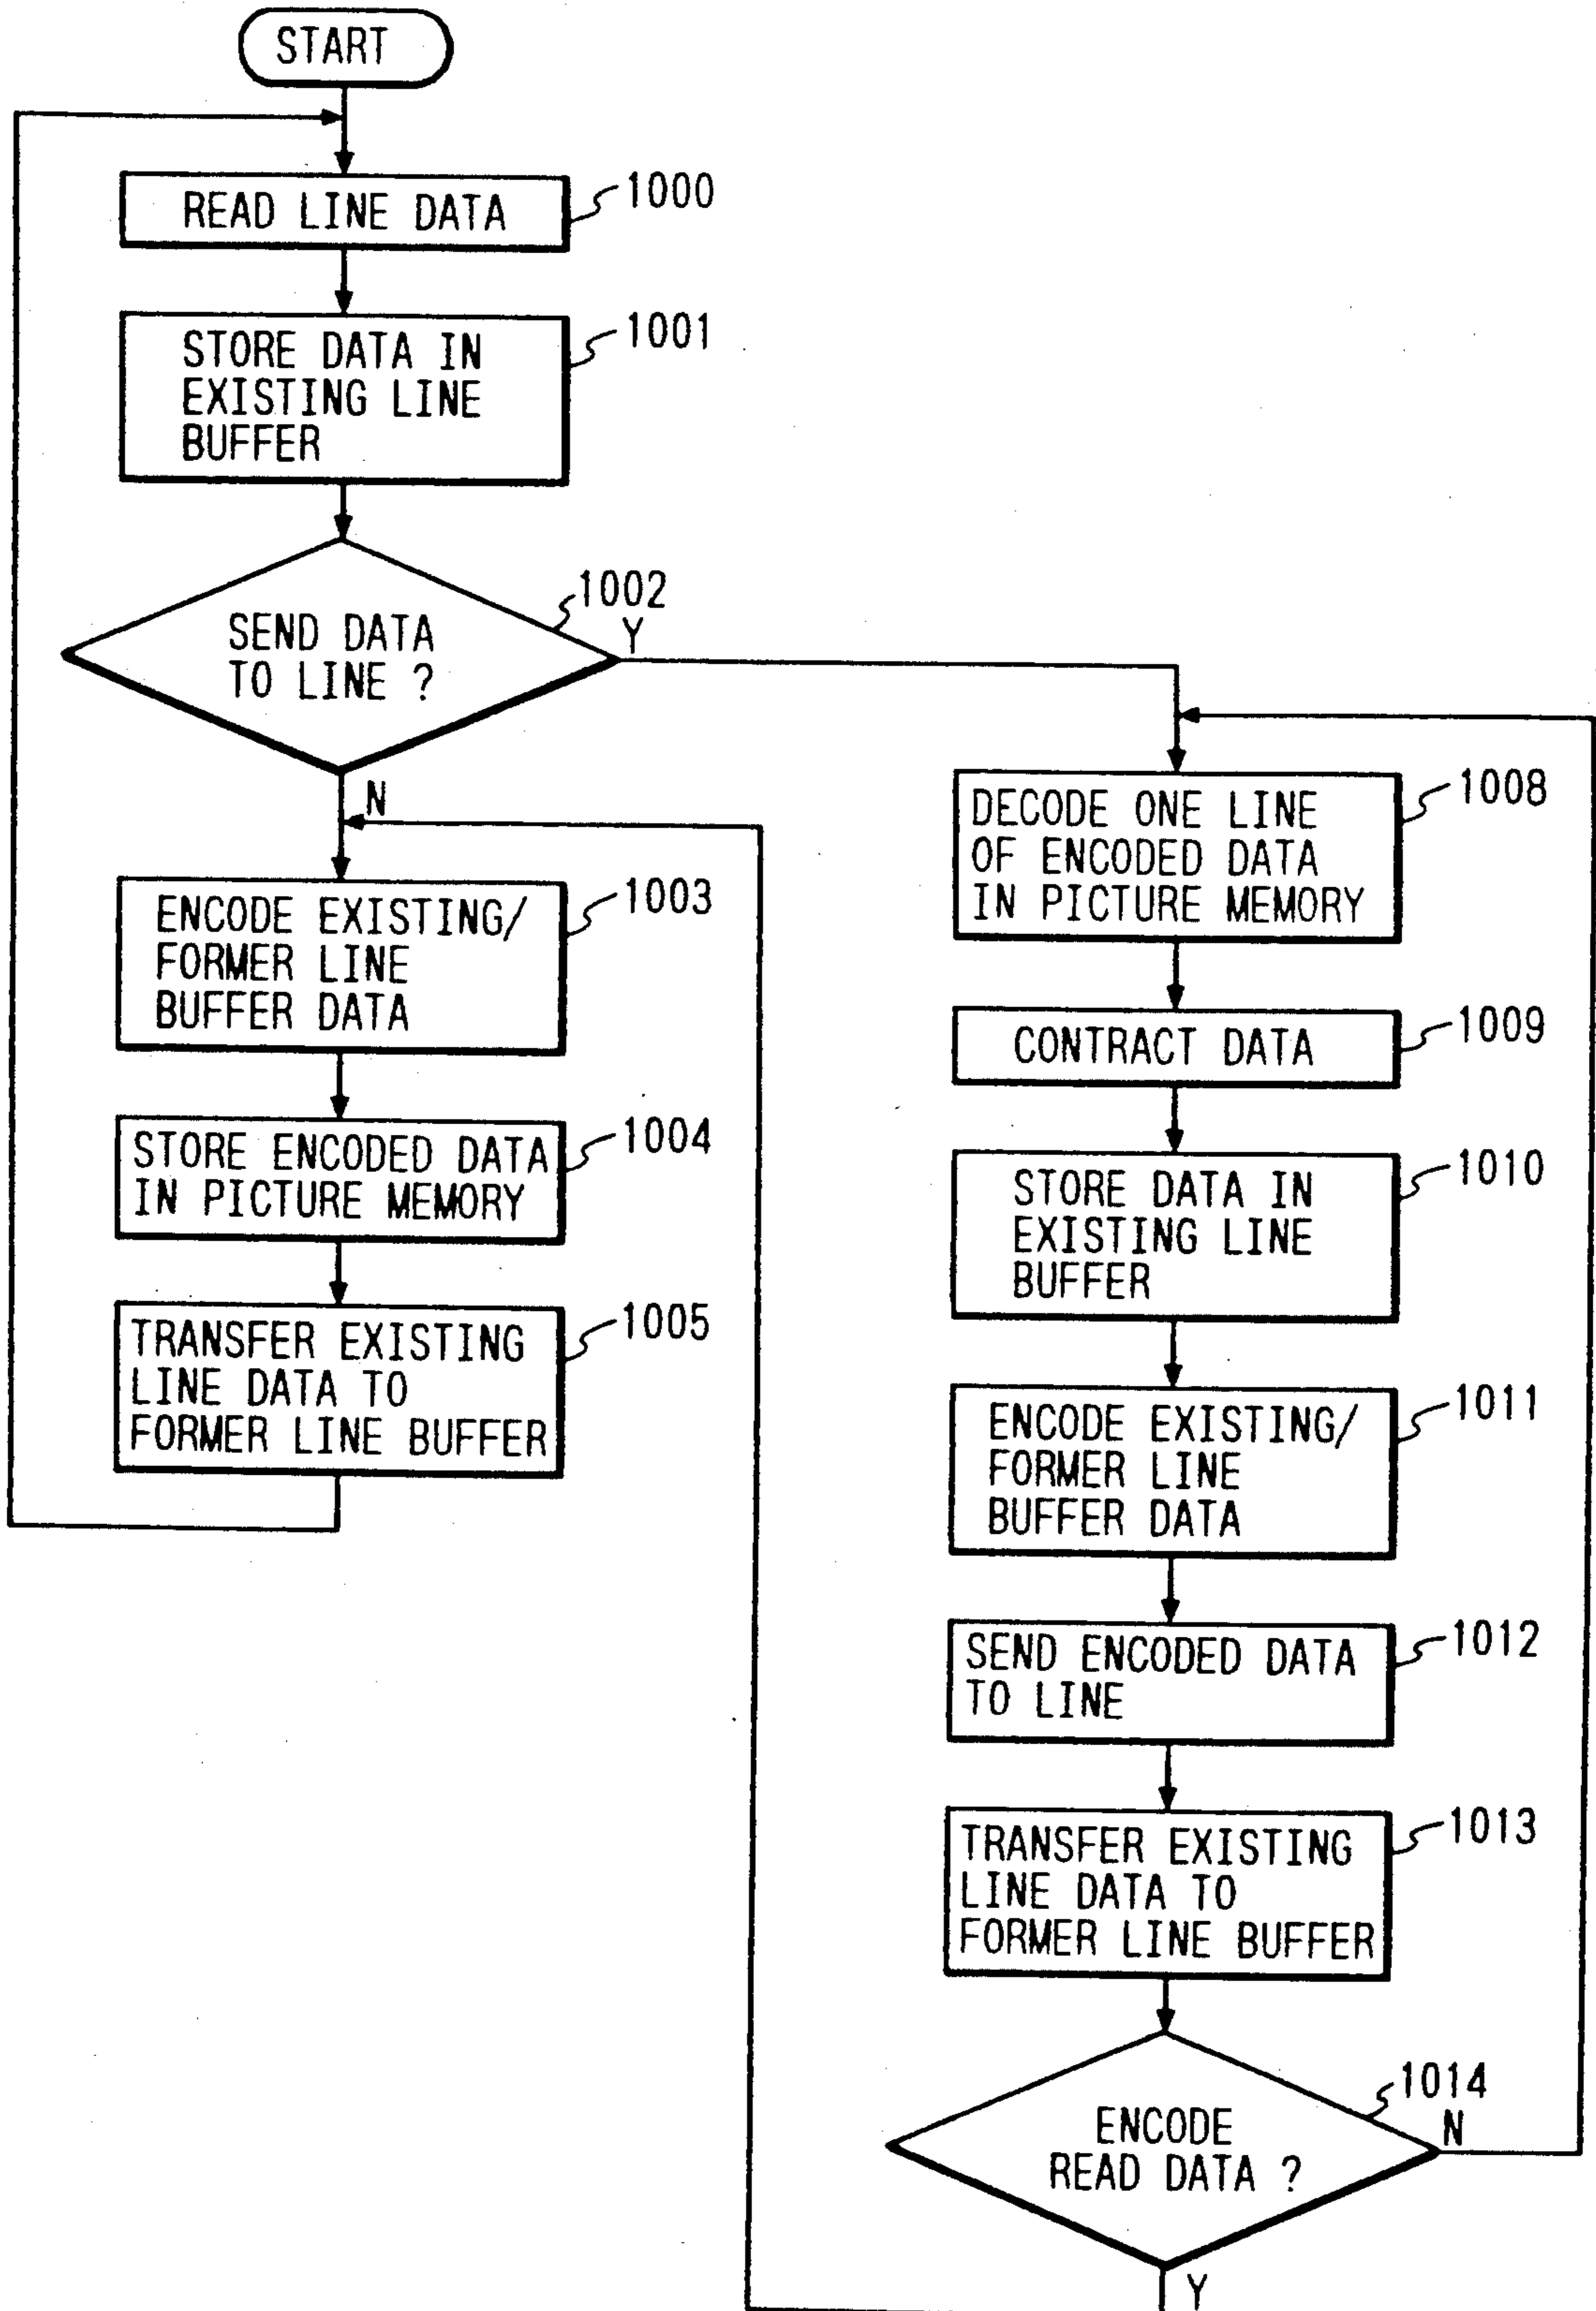 START
READ LINE DATA
1000
STORE DATA IN
EXISTING LINE
BUFFER
1001
SEND DATA
TO LINE ?
1002
Y
N
ENCODE EXISTING/
FORMER LINE
BUFFER DATA
1003
STORE ENCODED DATA
IN PICTURE MEMORY
1004
TRANSFER EXISTING
LINE DATA TO
FORMER LINE BUFFER
1005
DECODE ONE LINE
OF ENCODED DATA
IN PICTURE MEMORY
1008
CONTRACT DATA
1009
STORE DATA IN
EXISTING LINE
BUFFER
1010
ENCODE EXISTING/
FORMER LINE
BUFFER DATA
1011
SEND ENCODED DATA
TO LINE
1012
TRANSFER EXISTING
LINE DATA TO
FORMER LINE BUFFER
1013
ENCODE
READ DATA ?
1014
N
Y